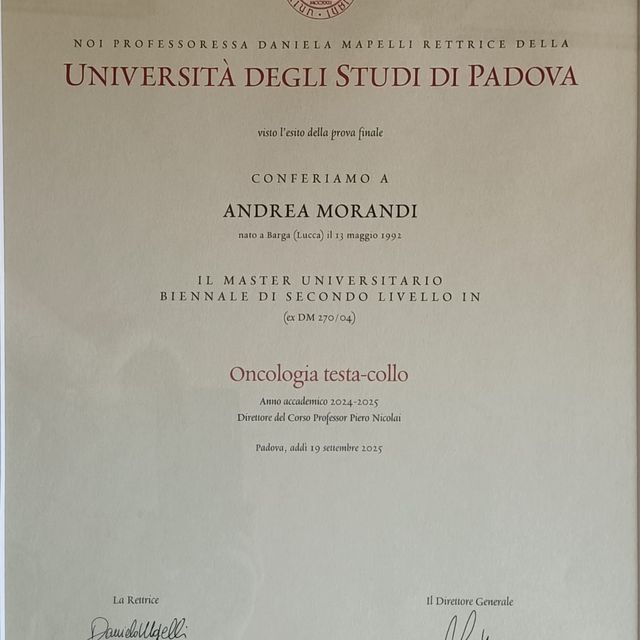 NOI PROFESSORESSA DANIELA MAPELLI RETTRICE DELLA
UNIVERSITÀ DEGLI STUDI DI PADOVA
visto l'esito della prova finale
CONFERIAMO A
ANDREA MORANDI
nato a Barga (Lucca) il 13 maggio 1992
IL MASTER UNIVERSITARIO
BIENNALE DI SECONDO LIVELLO IN
(ex DM 270/04)
Oncologia testa-collo
Anno accademico 2024-2025
Direttore del Corso Professor Piero Nicolai
Padova, addì 19 settembre 2025
La Rettrice
Il Direttore Generale
Daniela Mapelli